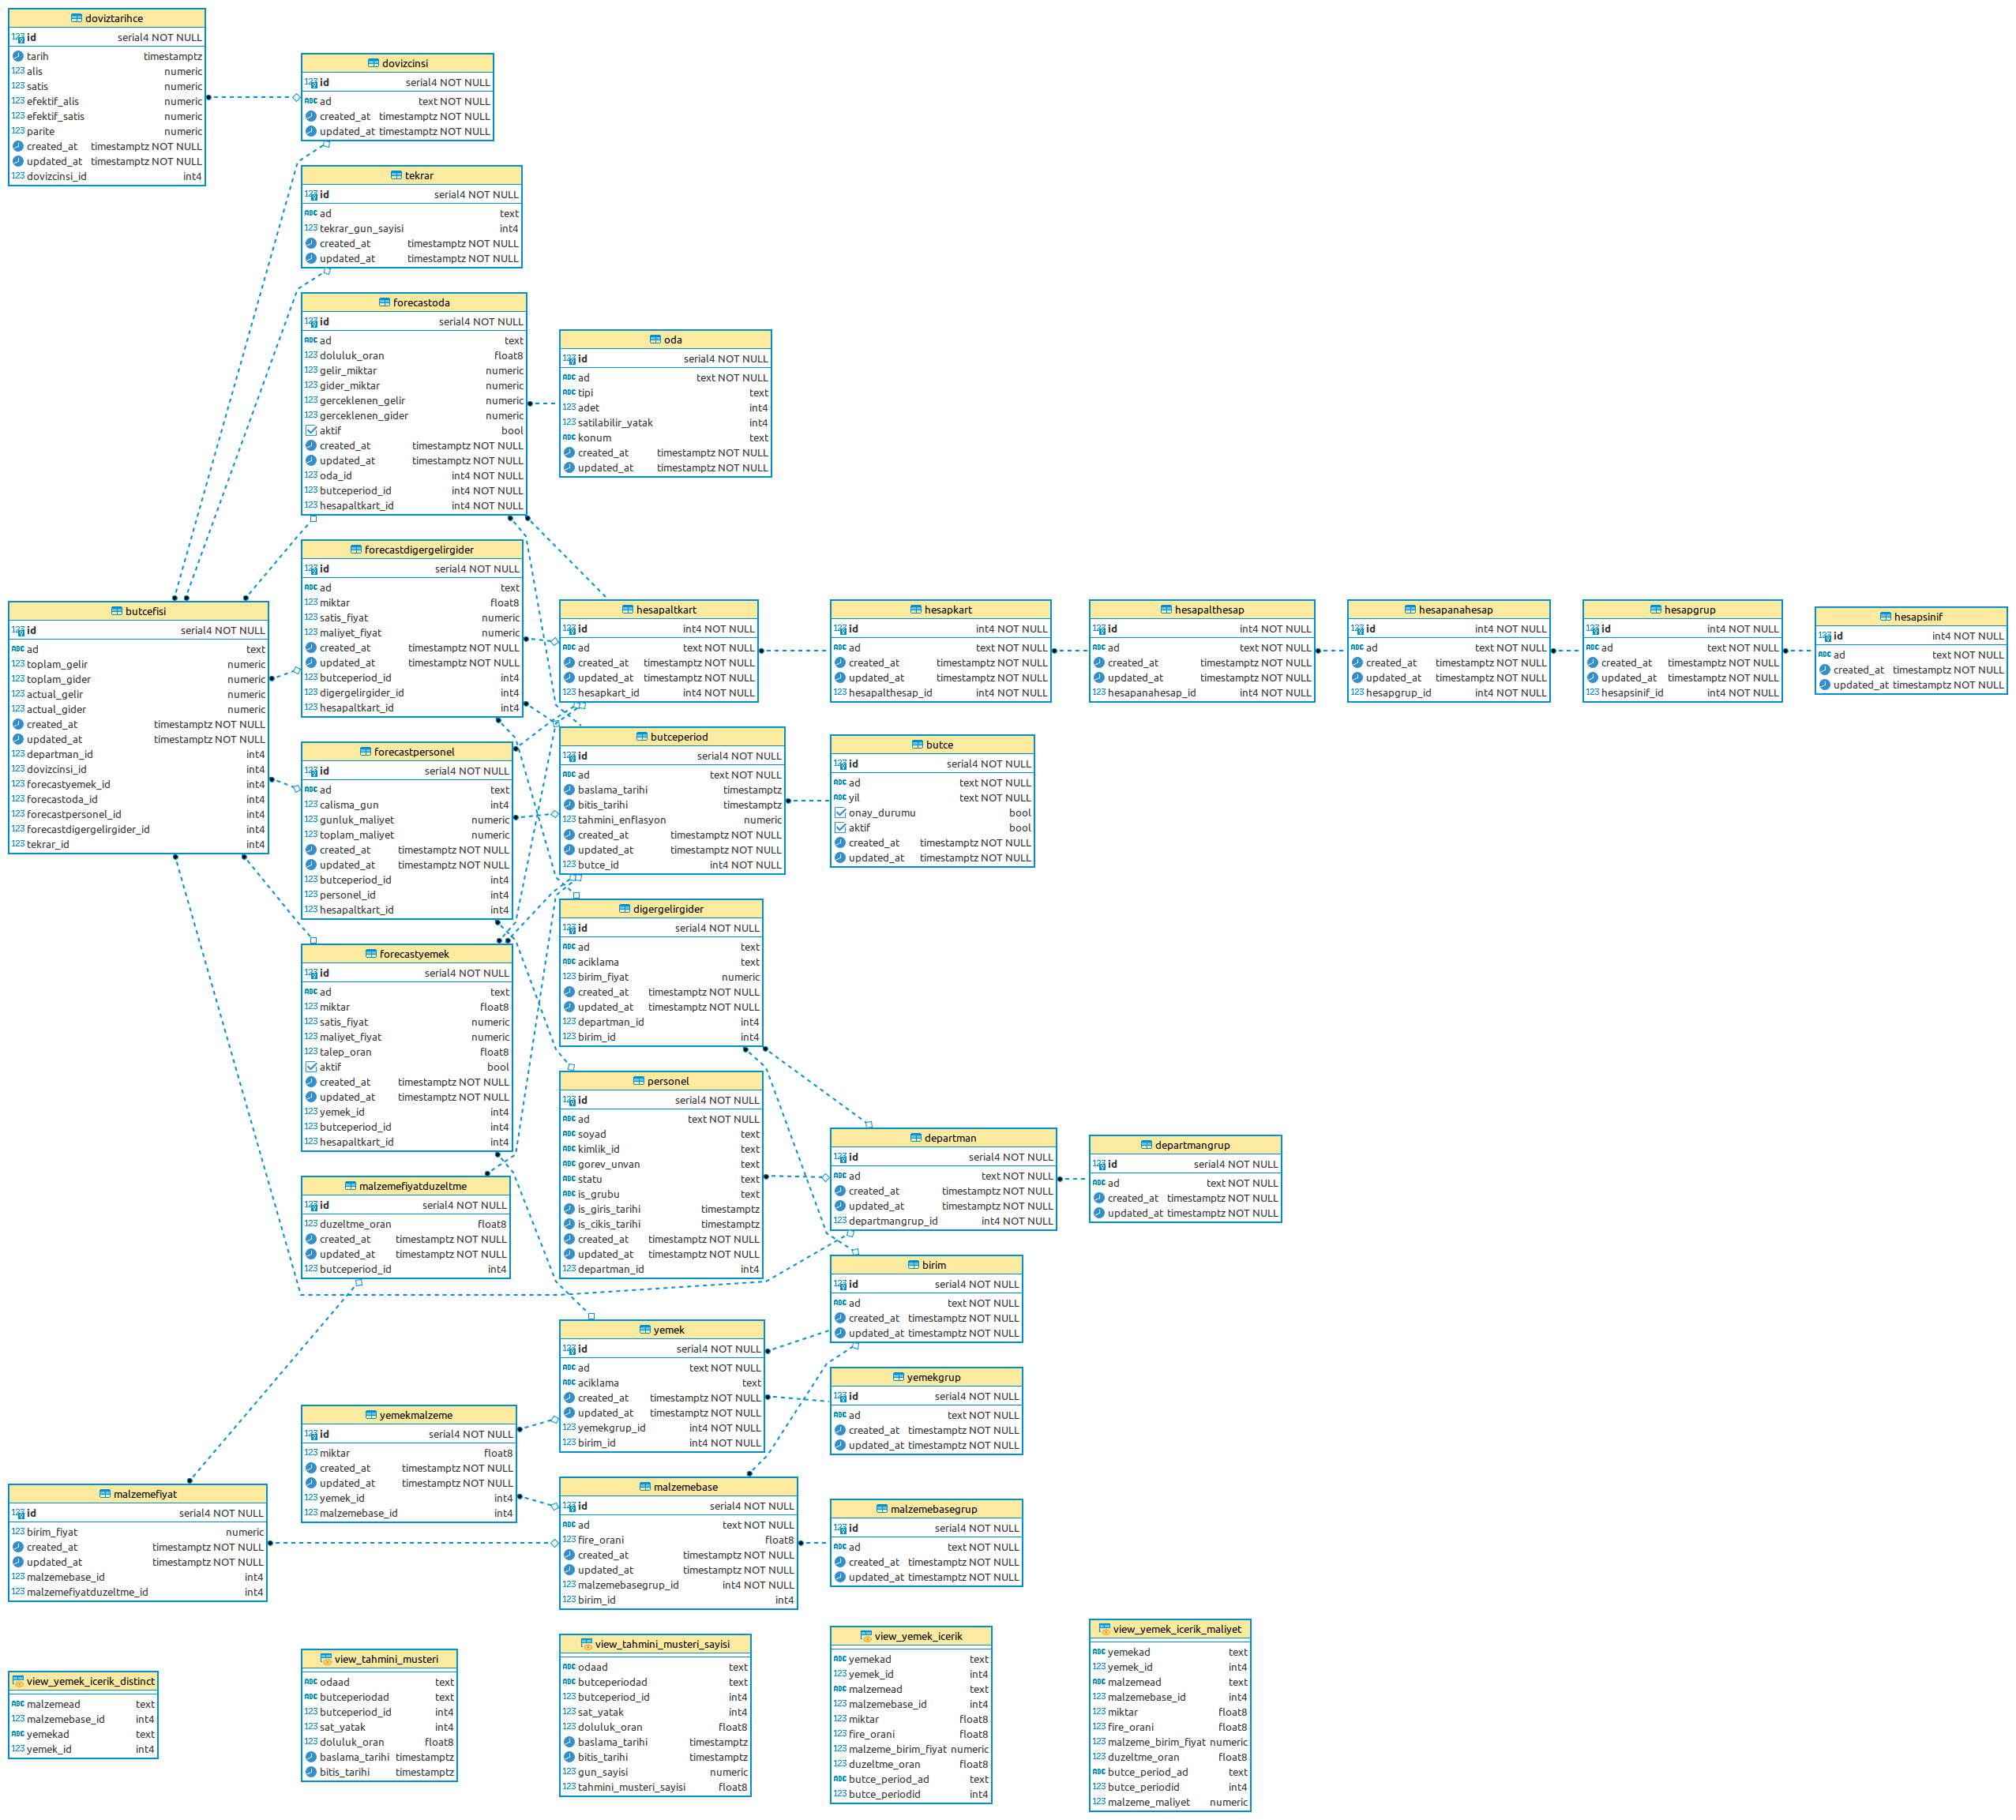 doviztarihce
id serial4 NOT NULL
tarih timestamptz
alis numeric
satis numeric
efektif_alis numeric
efektif_satis numeric
parite numeric
created_at timestamptz NOT NULL
updated_at timestamptz NOT NULL
dovizcinsi_id int4
dovizcinsi
id serial4 NOT NULL
ad text NOT NULL
created_at timestamptz NOT NULL
updated_at timestamptz NOT NULL
tekrar
id serial4 NOT NULL
ad text
tekrar_gun_sayisi int4
created_at timestamptz NOT NULL
updated_at timestamptz NOT NULL
forecastoda
id serial4 NOT NULL
ad text
doluluk_oran float8
gelir_miktar numeric
gider_miktar numeric
gerceklenen_gelir numeric
gerceklenen_gider numeric
aktif bool
created_at timestamptz NOT NULL
updated_at timestamptz NOT NULL
oda_id int4 NOT NULL
butceperiod_id int4 NOT NULL
hesapaltkart_id int4 NOT NULL
oda
id serial4 NOT NULL
ad text NOT NULL
tipi text
adet int4
satilabilir_yatak int4
konum text
created_at timestamptz NOT NULL
updated_at timestamptz NOT NULL
butcefisi
id serial4 NOT NULL
ad text
toplam_gelir numeric
toplam_gider numeric
actual_gelir numeric
actual_gider numeric
created_at timestamptz NOT NULL
updated_at timestamptz NOT NULL
departman_id int4
dovizcinsi_id int4
forecastyemek_id int4
forecastoda_id int4
forecastpersonel_id int4
forecastdigergelirgider_id int4
tekrar_id int4
forecastdigergelirgider
id serial4 NOT NULL
ad text
miktar float8
satis_fiyat numeric
maliyet_fiyat numeric
created_at timestamptz NOT NULL
updated_at timestamptz NOT NULL
butceperiod_id int4
digergelirgider_id int4
hesapaltkart_id int4
hesapaltkart
id int4 NOT NULL
ad text NOT NULL
created_at timestamptz NOT NULL
updated_at timestamptz NOT NULL
hesapkart_id int4 NOT NULL
hesapkart
id int4 NOT NULL
ad text NOT NULL
created_at timestamptz NOT NULL
updated_at timestamptz NOT NULL
hesapalthesap_id int4 NOT NULL
hesapalthesap
id int4 NOT NULL
ad text NOT NULL
created_at timestamptz NOT NULL
updated_at timestamptz NOT NULL
hesapanahesap_id int4 NOT NULL
hesapanahesap
id int4 NOT NULL
ad text NOT NULL
created_at timestamptz NOT NULL
updated_at timestamptz NOT NULL
hesapgrup_id int4 NOT NULL
hesapgrup
id int4 NOT NULL
ad text NOT NULL
created_at timestamptz NOT NULL
updated_at timestamptz NOT NULL
hesapsinif_id int4 NOT NULL
hesapsinif
id int4 NOT NULL
ad text NOT NULL
created_at timestamptz NOT NULL
updated_at timestamptz NOT NULL
forecastpersonel
id serial4 NOT NULL
ad text
calisma_gun int4
gunluk_maliyet numeric
toplam_maliyet numeric
created_at timestamptz NOT NULL
updated_at timestamptz NOT NULL
butceperiod_id int4
personel_id int4
hesapaltkart_id int4
butceperiod
id serial4 NOT NULL
ad text NOT NULL
baslama_tarihi timestamptz
bitis_tarihi timestamptz
tahmini_enflasyon numeric
created_at timestamptz NOT NULL
updated_at timestamptz NOT NULL
butce_id int4 NOT NULL
butce
id serial4 NOT NULL
ad text NOT NULL
yil text NOT NULL
onay_durumu bool
aktif bool
created_at timestamptz NOT NULL
updated_at timestamptz NOT NULL
forecastyemek
id serial4 NOT NULL
ad text
miktar float8
satis_fiyat numeric
maliyet_fiyat numeric
talep_oran float8
aktif bool
created_at timestamptz NOT NULL
updated_at timestamptz NOT NULL
yemek_id int4
butceperiod_id int4
hesapaltkart_id int4
digergelirgider
id serial4 NOT NULL
ad text
aciklama text
birim_fiyat numeric
created_at timestamptz NOT NULL
updated_at timestamptz NOT NULL
departman_id int4
birim_id int4
personel
id serial4 NOT NULL
ad text NOT NULL
soyad text
kimlik_id text
gorev_unvan text
statu text
is_grubu text
is_giris_tarihi timestamptz
is_cikis_tarihi timestamptz
created_at timestamptz NOT NULL
updated_at timestamptz NOT NULL
departman_id int4
departman
id serial4 NOT NULL
ad text NOT NULL
created_at timestamptz NOT NULL
updated_at timestamptz NOT NULL
departmangrup_id int4 NOT NULL
departmangrup
id serial4 NOT NULL
ad text NOT NULL
created_at timestamptz NOT NULL
updated_at timestamptz NOT NULL
malzemefiyatduzeltme
id serial4 NOT NULL
duzeltme_oran float8
created_at timestamptz NOT NULL
updated_at timestamptz NOT NULL
butceperiod_id int4
birim
id serial4 NOT NULL
ad text NOT NULL
created_at timestamptz NOT NULL
updated_at timestamptz NOT NULL
yemek
id serial4 NOT NULL
ad text NOT NULL
aciklama text
created_at timestamptz NOT NULL
updated_at timestamptz NOT NULL
yemekgrup_id int4 NOT NULL
birim_id int4 NOT NULL
yemekgrup
id serial4 NOT NULL
ad text NOT NULL
created_at timestamptz NOT NULL
updated_at timestamptz NOT NULL
yemekmalzeme
id serial4 NOT NULL
miktar float8
created_at timestamptz NOT NULL
updated_at timestamptz NOT NULL
yemek_id int4
malzemebase_id int4
malzemefiyat
id serial4 NOT NULL
birim_fiyat numeric
created_at timestamptz NOT NULL
updated_at timestamptz NOT NULL
malzemebase_id int4
malzemefiyatduzeltme_id int4
malzemebase
id serial4 NOT NULL
ad text NOT NULL
fire_orani float8
created_at timestamptz NOT NULL
updated_at timestamptz NOT NULL
malzemebasegrup_id int4 NOT NULL
birim_id int4
malzemebasegrup
id serial4 NOT NULL
ad text NOT NULL
created_at timestamptz NOT NULL
updated_at timestamptz NOT NULL
view_yemek_icerik_distinct
malzemead text
malzemebase_id int4
yemekad text
yemek_id int4
view_tahmini_musteri
odaad text
butceperiodad text
butceperiod_id int4
sat_yatak int4
doluluk_oran float8
baslama_tarihi timestamptz
bitis_tarihi timestamptz
view_tahmini_musteri_sayisi
odaad text
butceperiodad text
butceperiod_id int4
sat_yatak int4
doluluk_oran float8
baslama_tarihi timestamptz
bitis_tarihi timestamptz
gun_sayisi numeric
tahmini_musteri_sayisi float8
view_yemek_icerik
yemekad text
yemek_id int4
malzemead text
malzemebase_id int4
miktar float8
fire_orani float8
malzeme_birim_fiyat numeric
duzeltme_oran float8
butce_period_ad text
butce_periodid int4
view_yemek_icerik_maliyet
yemekad text
yemek_id int4
malzemead text
malzemebase_id int4
miktar float8
fire_orani float8
malzeme_birim_fiyat numeric
duzeltme_oran float8
butce_period_ad text
butce_periodid int4
malzeme_maliyet numeric